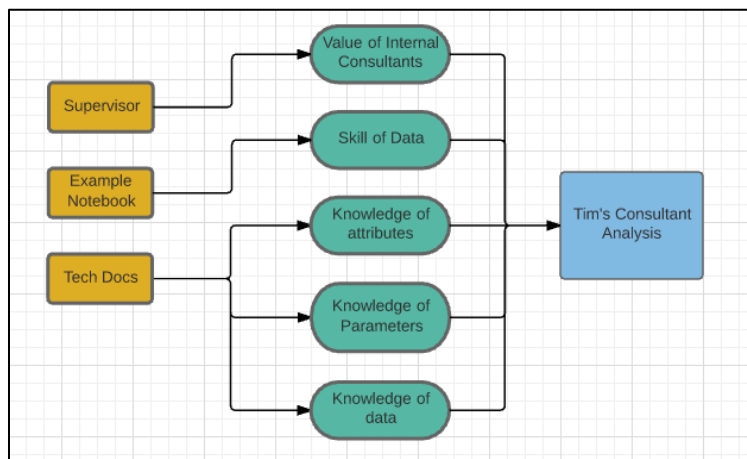 Value of Internal
Consultants
Supervisor
Skill of Data
Example
Notebook
Knowledge of
attributes
Tim's Consultant
Analysis
Tech Docs
Knowledge of
Parameters
Knowledge of
data